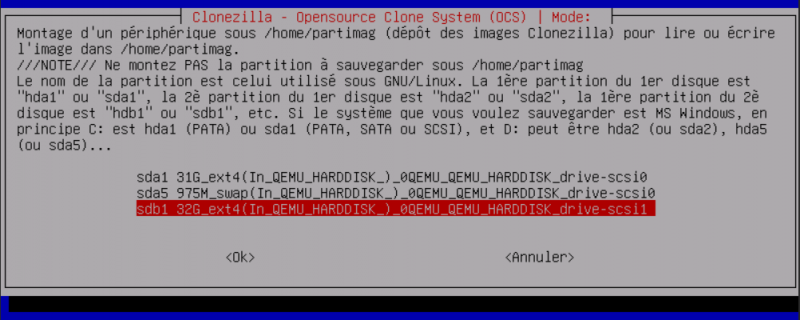 Clonezilla - Opensource Clone System (OCS) | Mode:
Montage d'un périphérique sous /home/partimag (dépôt des images Clonezilla) pour lire ou écrire
l'image dans /home/partimag.
///NOTE/// Ne montez PAS la partition à sauvegarder sous /home/partimag
Le nom de la partition est celui utilisé sous GNU/Linux. La 1ère partition du 1er disque est
"hda1" ou "sda1", la 2è partition du 1er disque est "hda2" ou "sda2", la 1ère partition du 2è
disque est "hdb1" ou "sdb1", etc. Si le système que vous voulez sauvegarder est MS Windows, en
principe C: est hda1 (PATA) ou sda1 (PATA, SATA ou SCSI), et D: peut être hda2 (ou sda2), hda5
(ou sda5)...
sda1 31G_ext4(In_QEMU_HARDDISK_)_0QEMU_QEMU_HARDDISK_drive-scsi0
sda5 975M_swap(In_QEMU_HARDDISK_)_0QEMU_QEMU_HARDDISK_drive-scsi0
sdb1 32G_ext4(In_QEMU_HARDDISK_)_0QEMU_QEMU_HARDDISK_drive-scsi1
<Ok> <Annuler>